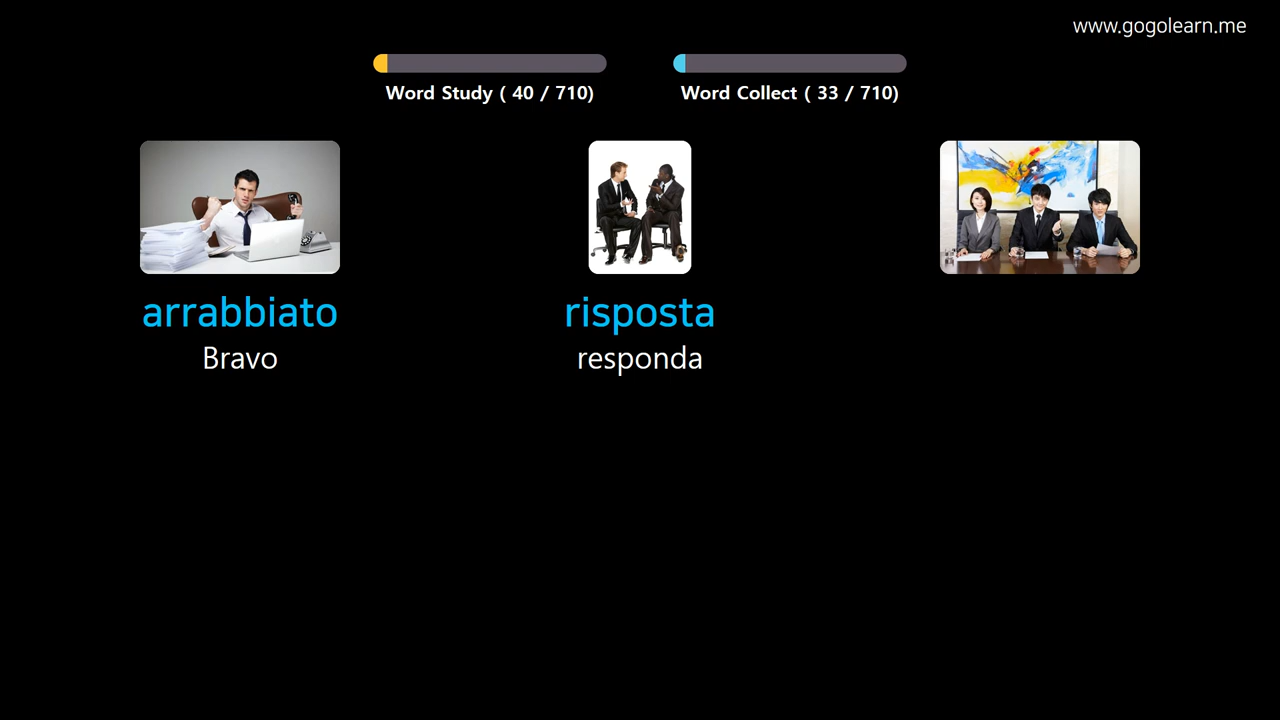 www.gogolearn.me
Word Study ( 40 / 710)
Word Collect ( 33 / 710)
arrabbiato
risposta
Bravo
responda